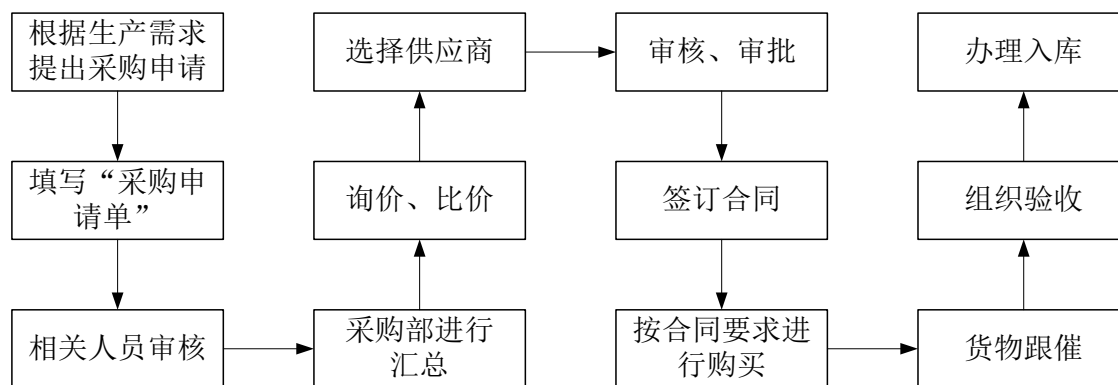 根据生产需求
提出采购申请
填写“采购申
请单”
相关人员审核
采购部进行
汇总
询价、比价
选择供应商
审核、审批
签订合同
按合同要求进
行购买
货物跟催
组织验收
办理入库